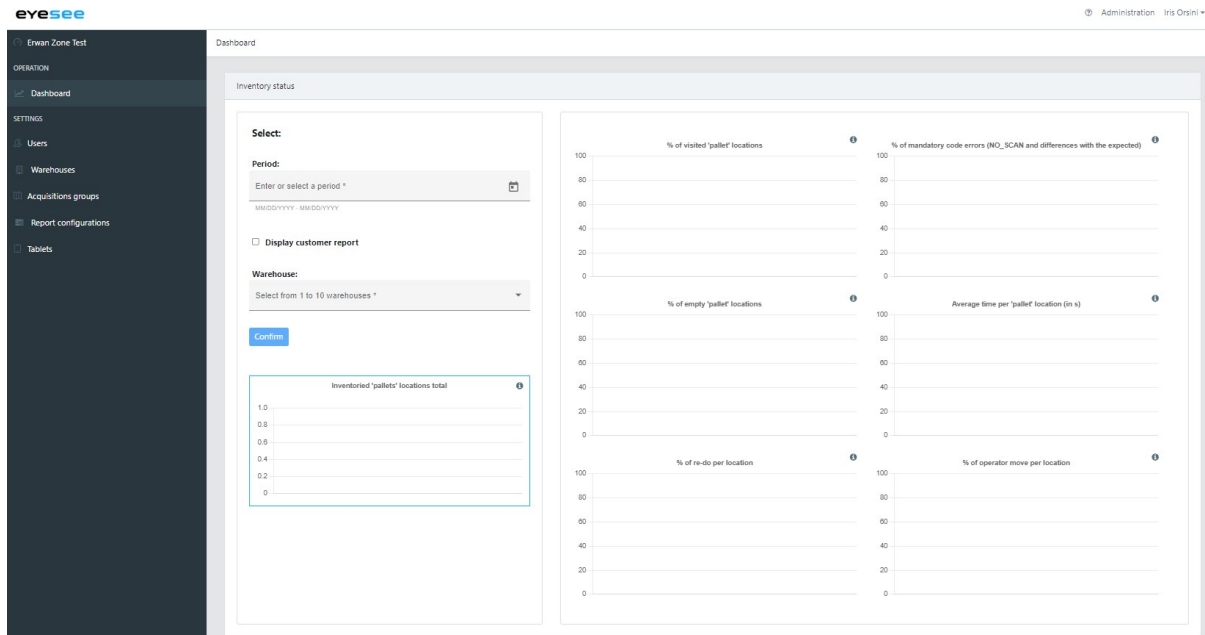 eyesee
Administration Iris Orsini
Erwan Zone Test
OPERATION
Dashboard
SETTINGS
Users
Warehouses
Acquisitions groups
Report configurations
Tablets
Dashboard
Inventory status
Select:
Period:
Enter or select a period *
MM/DD/YYYY - MM/DD/YYYY
Display customer report
Warehouse:
Select from 1 to 10 warehouses *
Confirm
Inventoried 'pallets' locations total
1.0
0.8
0.6
0.4
0.2
0
% of visited 'pallet' locations
100
80
60
40
20
0
% of mandatory code errors (NO_SCAN and differences with the expected)
100
80
60
40
20
0
% of empty 'pallet' locations
100
80
60
40
20
0
Average time per 'pallet' location (in s)
100
80
60
40
20
0
% of re-do per location
100
80
60
40
20
0
% of operator move per location
100
80
60
40
20
0